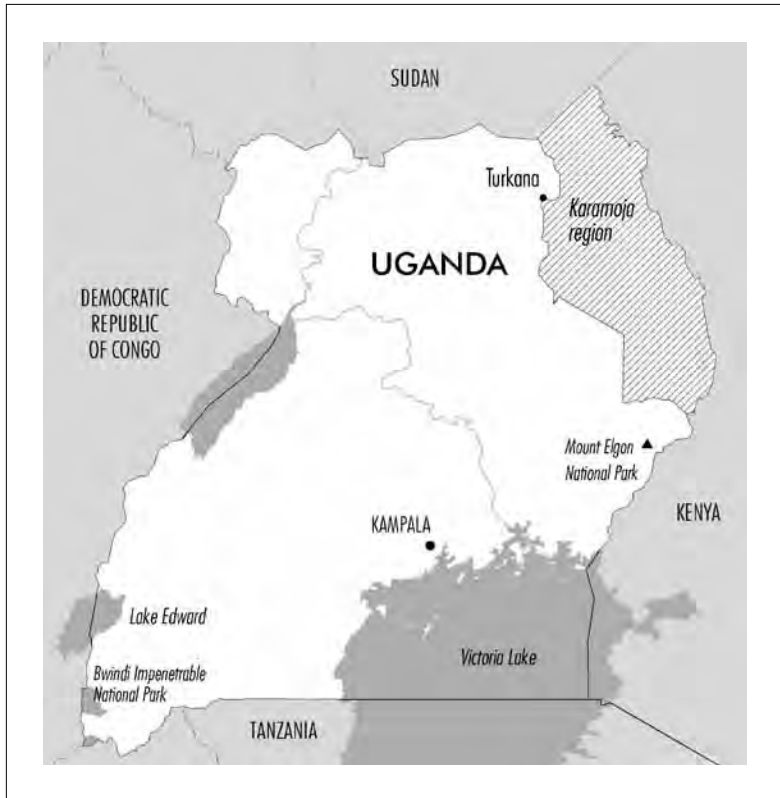 SUDAN
Turkana
Karamoja
region
UGANDA
DEMOCRATIC
REPUBLIC
OF CONGO
Mount Elgon
National Park
KENYA
KAMPALA
Lake Edward
Victoria Lake
Bwindi Impenetrable
National Park
TANZANIA